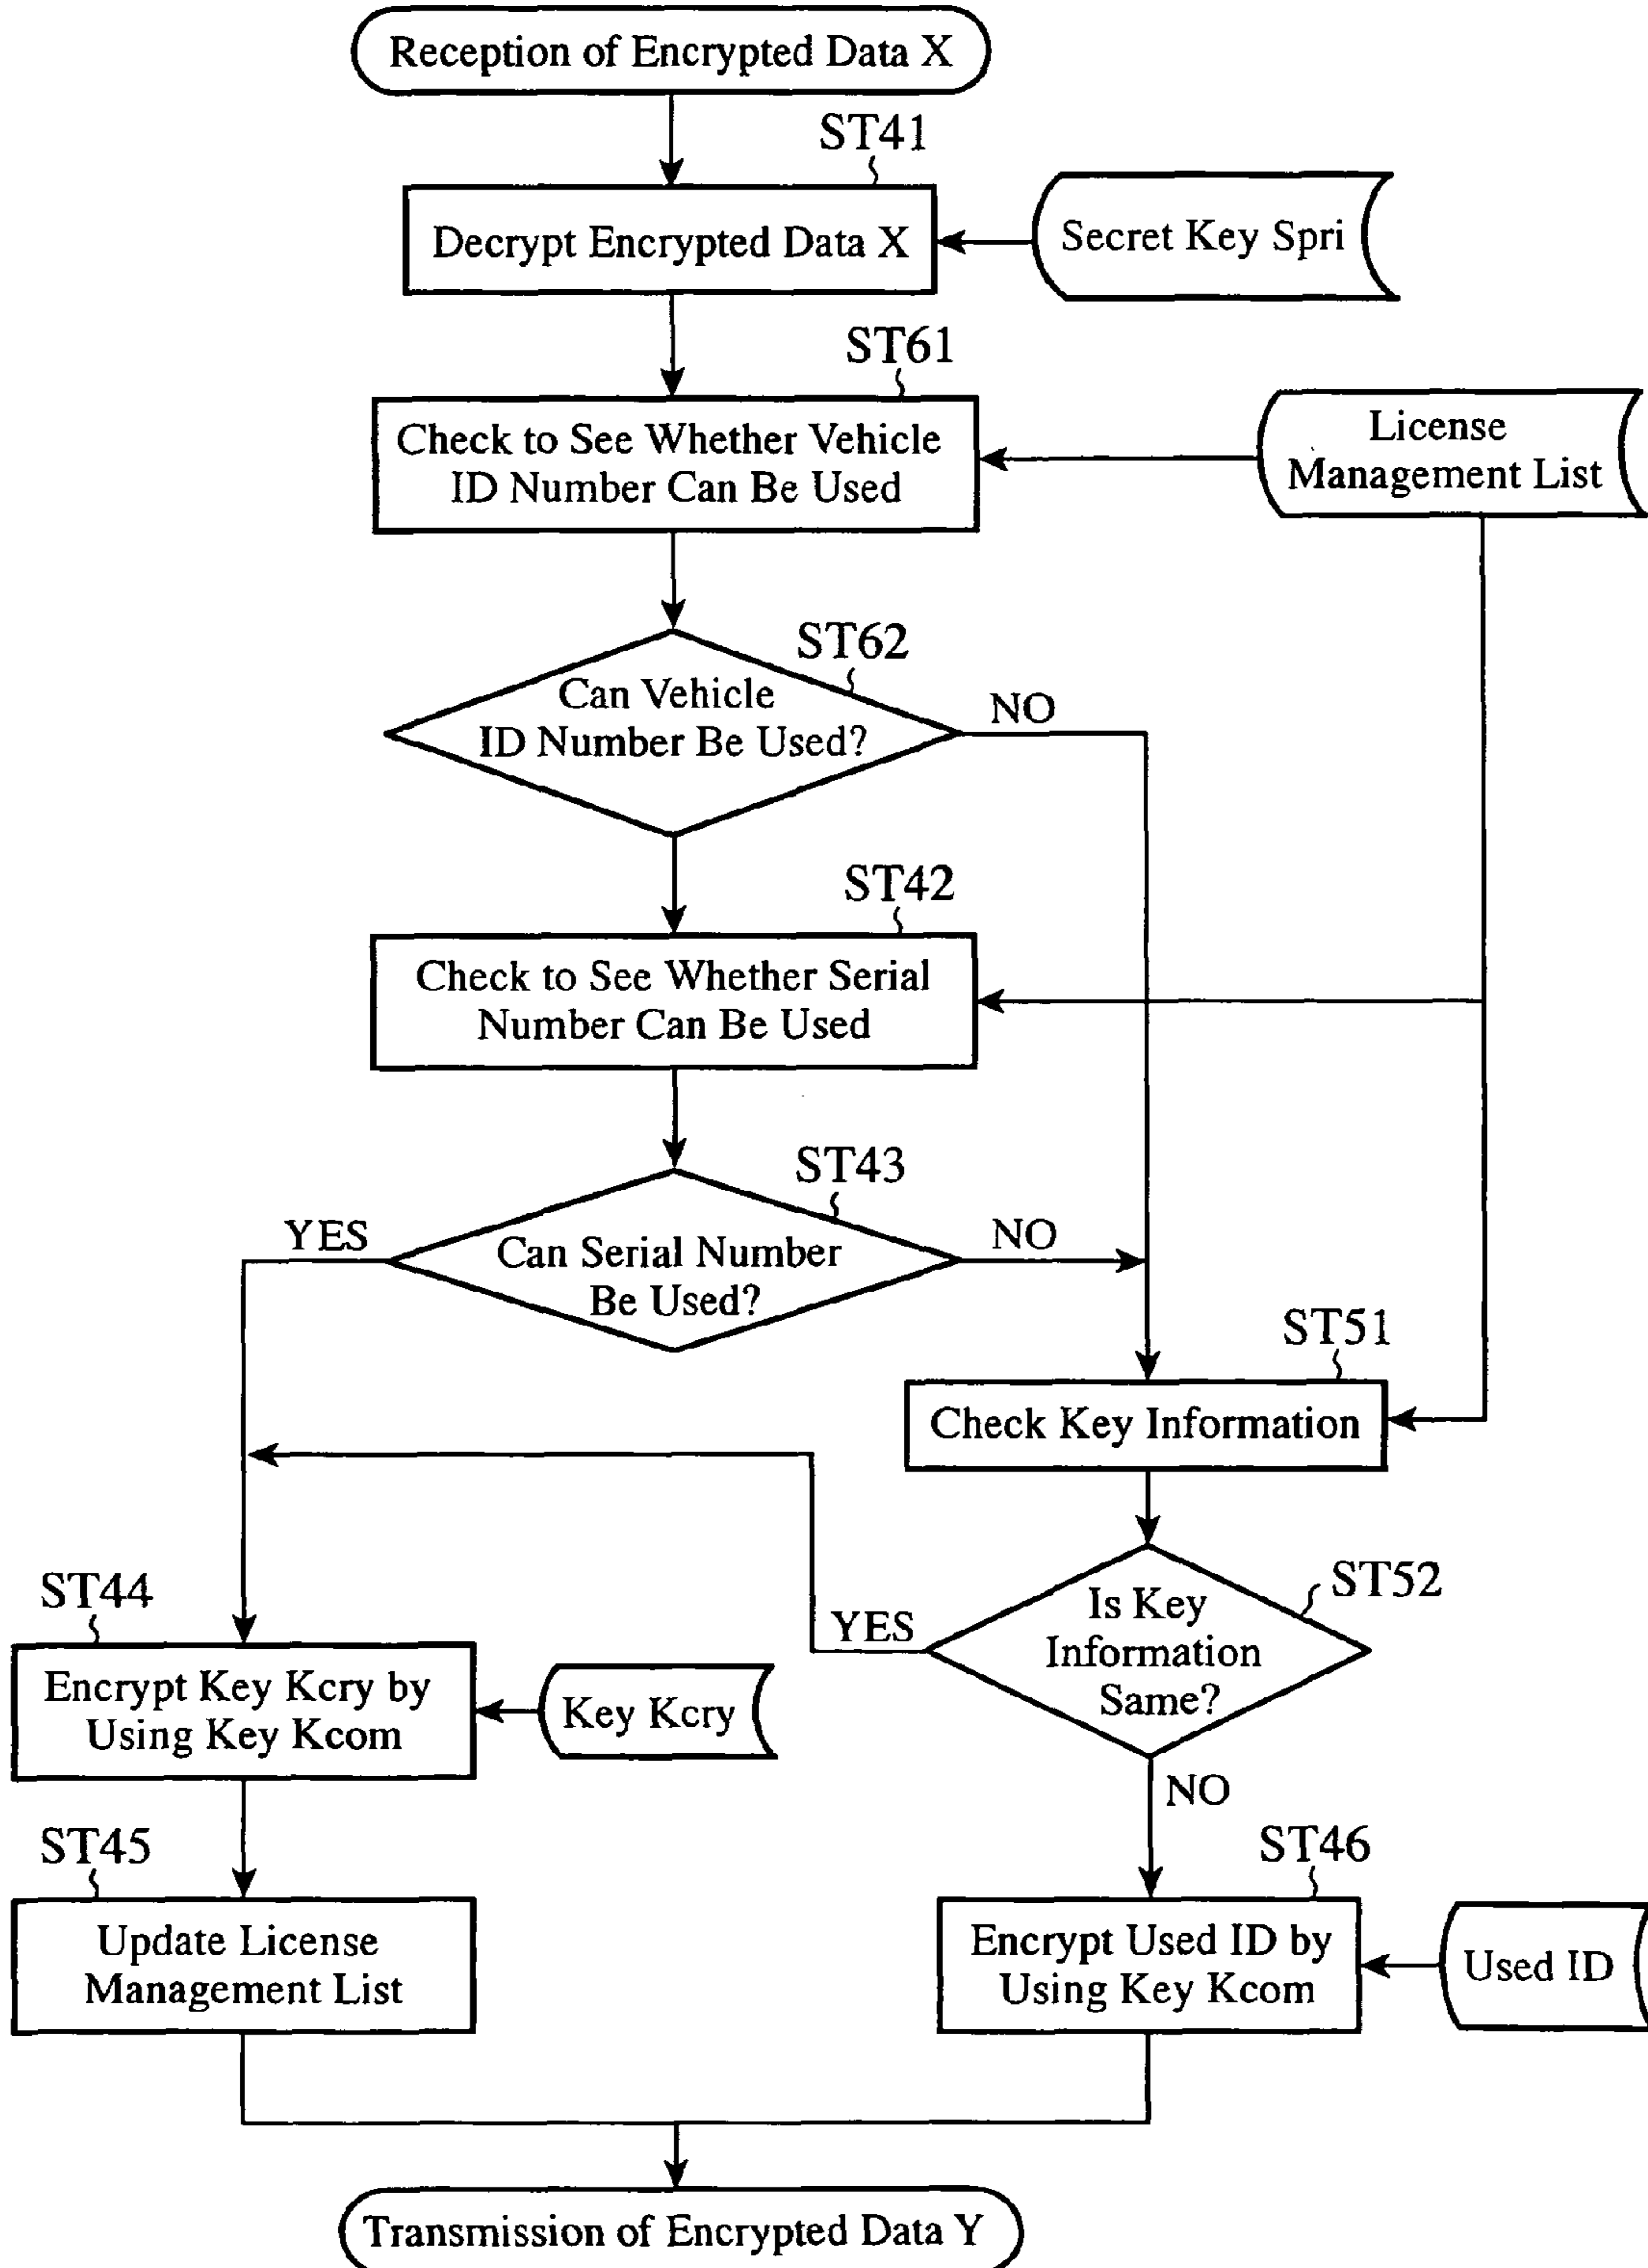 Reception of Encrypted Data X
ST41
Decrypt Encrypted Data X
Secret Key Spri
ST61
Check to See Whether Vehicle
ID Number Can Be Used
License
Management List
ST62
Can Vehicle
ID Number Be Used?
NO
ST42
Check to See Whether Serial
Number Can Be Used
ST43
YES
Can Serial Number
Be Used?
NO
ST51
Check Key Information
ST52
Is Key
Information
Same?
YES
NO
ST44
Encrypt Key Kcry by
Using Key Kcom
Key Kcry
ST45
Update License
Management List
ST46
Encrypt Used ID by
Using Key Kcom
Used ID
Transmission of Encrypted Data Y